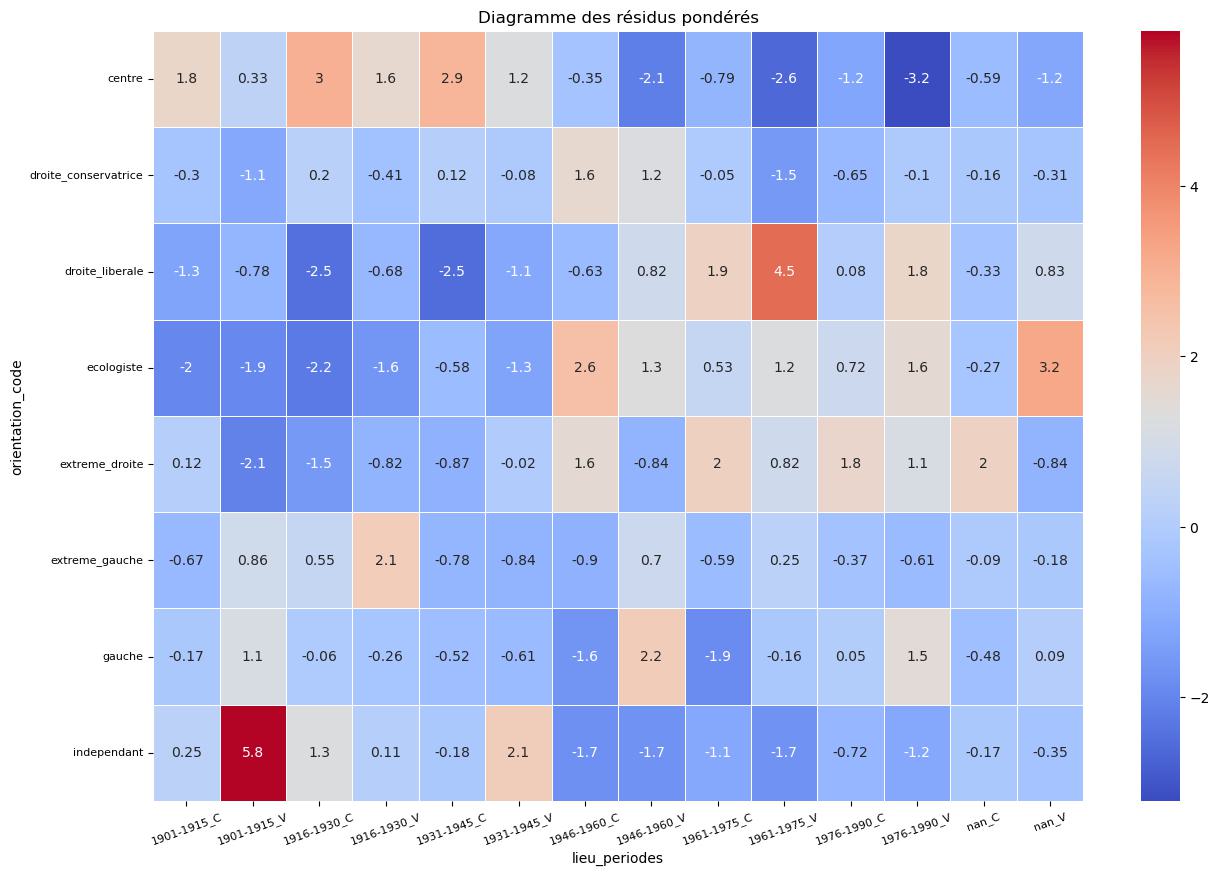 Diagramme des résidus pondérés
centre 1.8 0.33 3 1.6 2.9 1.2 -0.35 -2.1 -0.79 -2.6 -1.2 -3.2 -0.59 -1.2
droite_conservatrice -0.3 -1.1 0.2 -0.41 0.12 -0.08 1.6 1.2 -0.05 -1.5 -0.65 -0.1 -0.16 -0.31
4
droite_liberale -1.3 -0.78 -2.5 -0.68 -2.5 -1.1 -0.63 0.82 1.9 4.5 0.08 1.8 -0.33 0.83
2
ecologiste -2 -1.9 -2.2 -1.6 -0.58 -1.3 2.6 1.3 0.53 1.2 0.72 1.6 -0.27 3.2
orientation_code
extreme_droite 0.12 -2.1 -1.5 -0.82 -0.87 -0.02 1.6 -0.84 2 0.82 1.8 1.1 2 -0.84
0
extreme_gauche -0.67 0.86 0.55 2.1 -0.78 -0.84 -0.9 0.7 -0.59 0.25 -0.37 -0.61 -0.09 -0.18
gauche -0.17 1.1 -0.06 -0.26 -0.52 -0.61 -1.6 2.2 -1.9 -0.16 0.05 1.5 -0.48 0.09
-2
independant 0.25 5.8 1.3 0.11 -0.18 2.1 -1.7 -1.7 -1.1 -1.7 -0.72 -1.2 -0.17 -0.35
1901-1915_C 1901-1915_V 1916-1930_C 1916-1930_V 1931-1945_C 1931-1945_V 1946-1960_C 1946-1960_V 1961-1975_C 1961-1975_V 1976-1990_C 1976-1990_V nan_C nan_V
lieu_periodes